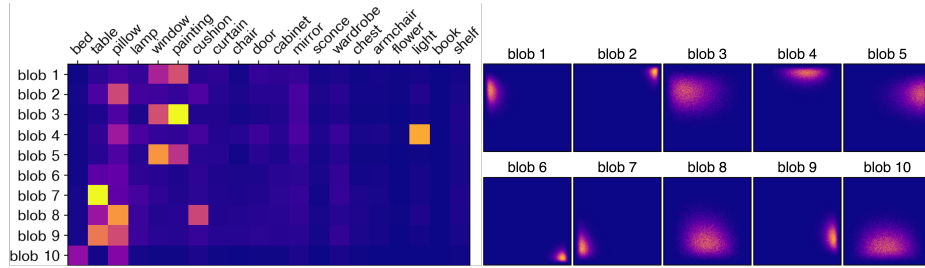 bed table pillow lamp window painting cushion curtain chair door cabinet mirror sconce wardrobe chest armchair flower light book shelf
blob 1
blob 2
blob 3
blob 4
blob 5
blob 6
blob 7
blob 8
blob 9
blob 10
blob 1 blob 2 blob 3 blob 4 blob 5
blob 6 blob 7 blob 8 blob 9 blob 10